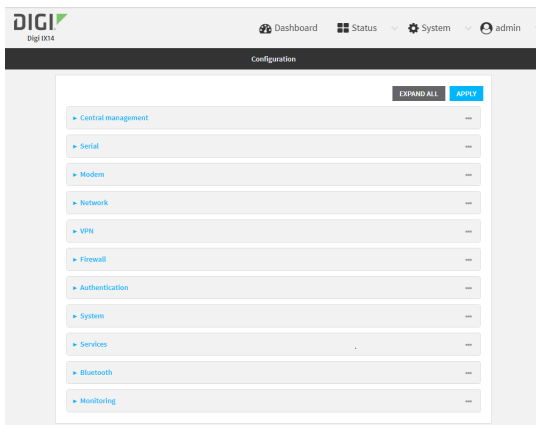 DIGI
Digi IX14
Dashboard
Status
System
admin
Configuration
EXPAND ALL
APPLY
Central management
Serial
Modem
Network
VPN
Firewall
Authentication
System
Services
Bluetooth
Monitoring